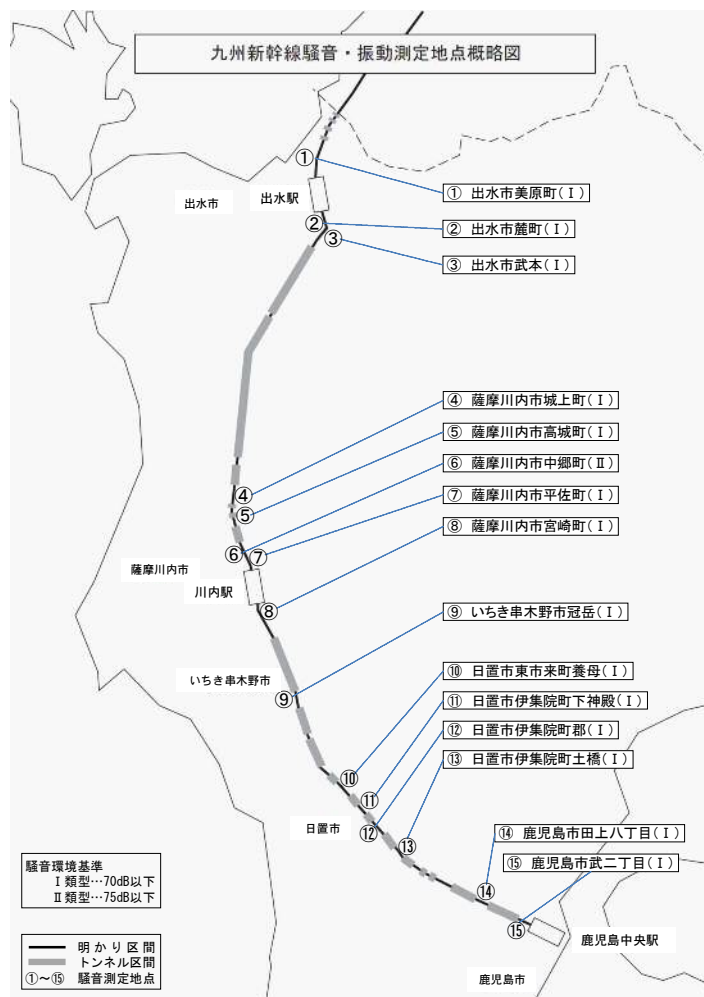 九州新幹線騒音・振動測定地点概略図
①
出水駅
出水市
① 出水市美原町(Ⅰ)
②
② 出水市麓町(Ⅰ)
③
③ 出水市武本(Ⅰ)
④ 薩摩川内市城上町(Ⅰ)
⑤ 薩摩川内市高城町(Ⅰ)
⑥ 薩摩川内市中郷町(Ⅱ)
④
⑦ 薩摩川内市平佐町(Ⅰ)
⑤
⑧ 薩摩川内市宮崎町(Ⅰ)
⑥
⑦
薩摩川内市
川内駅
⑧
⑨ いちき串木野市冠岳(Ⅰ)
いちき串木野市
⑨
⑩ 日置市東市来町養母(Ⅰ)
⑪ 日置市伊集院町下神殿(Ⅰ)
⑫ 日置市伊集院町郡(Ⅰ)
⑬ 日置市伊集院町土橋(Ⅰ)
⑩
⑪
日置市
⑫
⑬
⑭ 鹿児島市田上八丁目(Ⅰ)
⑮ 鹿児島市武二丁目(Ⅰ)
⑭
⑮
鹿児島中央駅
鹿児島市
騒音環境基準
Ⅰ類型…70dB以下
Ⅱ類型…75dB以下
明かり区間
トンネル区間
①～⑮ 騒音測定地点